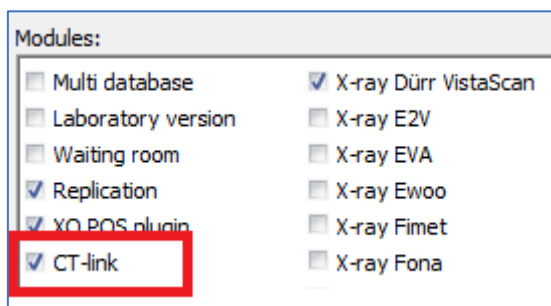 Modules:
Multi database
Laboratory version
Waiting room
Replication
XO POS plugin
CT-link
X-ray Dürr VistaScan
X-ray E2V
X-ray EVA
X-ray Ewoo
X-ray Fimet
X-ray Fona